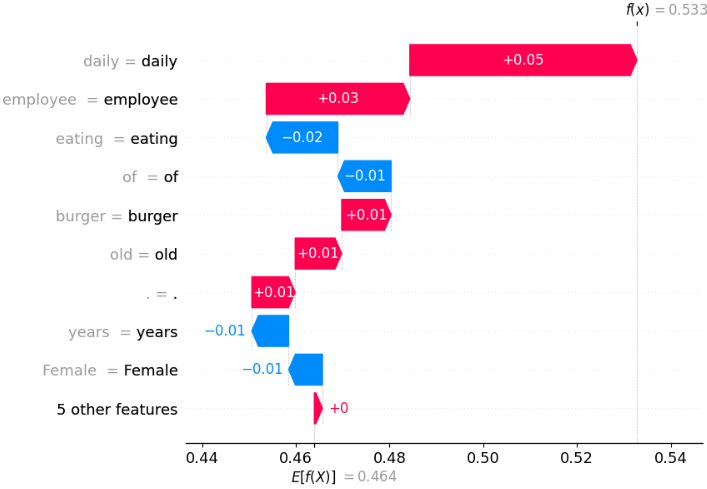 f(x) = 0.533
daily = daily
+0.05
employee = employee
+0.03
eating = eating
−0.02
of = of
−0.01
burger = burger
+0.01
old = old
+0.01
. = .
+0.01
years = years
−0.01
Female = Female
−0.01
5 other features
+0
0.44 0.46 0.48 0.50 0.52 0.54
E[f(X)] = 0.464